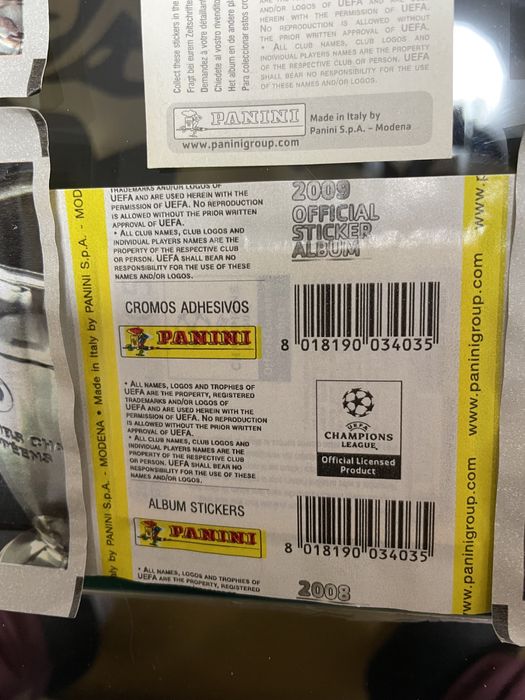 Collect these stickers in the
Fragt bei eurem Zeitschrifte
Demandez à votre détaillant
Chiedete al vostro rivendito
Het album en de andere pl
Para coleccionar estos cro
AND/OR LOGOS OF UEFA AND
HEREIN WITH THE PERMISSION OF UEFA.
NO REPRODUCTION IS ALLOWED WITHOUT
THE PRIOR WRITTEN APPROVAL OF UEFA.
• ALL CLUB NAMES, CLUB LOGOS AND
INDIVIDUAL PLAYERS NAMES ARE THE PROPERTY
OF THE RESPECTIVE CLUB OR PERSON. UEFA
SHALL BEAR NO RESPONSIBILITY FOR THE USE
OF THESE NAMES AND/OR LOGOS.
PANINI
Made in Italy by
Panini S.p.A. – Modena
www.paninigroup.com
TRADEMARKS AND/OR LOGOS OF
UEFA AND ARE USED HEREIN WITH THE
PERMISSION OF UEFA. NO REPRODUCTION
IS ALLOWED WITHOUT THE PRIOR WRITTEN
APPROVAL OF UEFA.
• ALL CLUB NAMES, CLUB LOGOS AND
INDIVIDUAL PLAYERS NAMES ARE THE
PROPERTY OF THE RESPECTIVE CLUB
OR PERSON. UEFA SHALL BEAR NO
RESPONSIBILITY FOR THE USE OF THESE
NAMES AND/OR LOGOS.
2009
OFFICIAL
STICKER
ALBUM
CROMOS ADHESIVOS
PANINI
8 018190 034035
• ALL NAMES, LOGOS AND TROPHIES OF
UEFA ARE THE PROPERTY, REGISTERED
TRADEMARKS AND/OR LOGOS OF
UEFA AND ARE USED HEREIN WITH THE
PERMISSION OF UEFA. NO REPRODUCTION
IS ALLOWED WITHOUT THE PRIOR WRITTEN
APPROVAL OF UEFA.
• ALL CLUB NAMES, CLUB LOGOS AND
INDIVIDUAL PLAYERS NAMES ARE THE
PROPERTY OF THE RESPECTIVE CLUB
OR PERSON. UEFA SHALL BEAR NO
RESPONSIBILITY FOR THE USE OF THESE
NAMES AND/OR LOGOS.
UEFA
CHAMPIONS
LEAGUE
Official Licensed
Product
ALBUM STICKERS
PANINI
8 018190 034035
• ALL NAMES, LOGOS AND TROPHIES OF
UEFA ARE THE PROPERTY, REGISTERED
2008
aly by PANINI S.p.A. - MODENA • Made in Italy by PANINI S.p.A. - MOD
ww.paninigroup.com www.paninigroup.com www.p